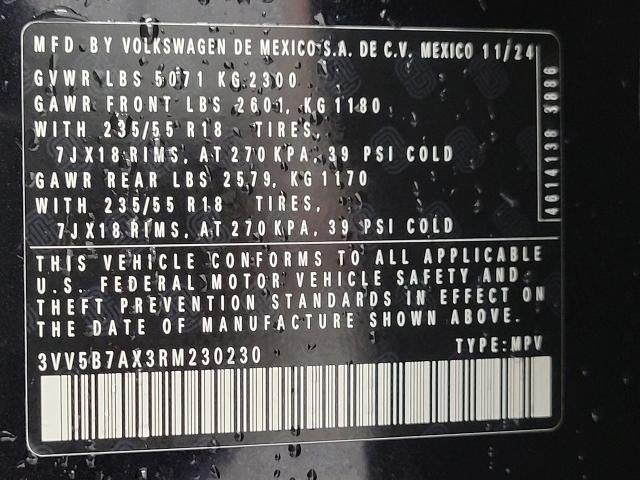 MFD. BY VOLKSWAGEN DE MEXICO S.A. DE C.V. MEXICO 11/24
GVWR LBS 5071 KG 2300
GAWR FRONT LBS 2601, KG 1180
WITH 235/55 R18 TIRES,
7JX18 RIMS, AT 270 KPA, 39 PSI COLD
GAWR REAR LBS 2579, KG 1170
WITH 235/55 R18 TIRES,
7JX18 RIMS, AT 270 KPA, 39 PSI COLD
4614138 3886
THIS VEHICLE CONFORMS TO ALL APPLICABLE
U.S. FEDERAL MOTOR VEHICLE SAFETY AND
THEFT PREVENTION STANDARDS IN EFFECT ON
THE DATE OF MANUFACTURE SHOWN ABOVE.
3VV5B7AX3RM230230 TYPE:MPV